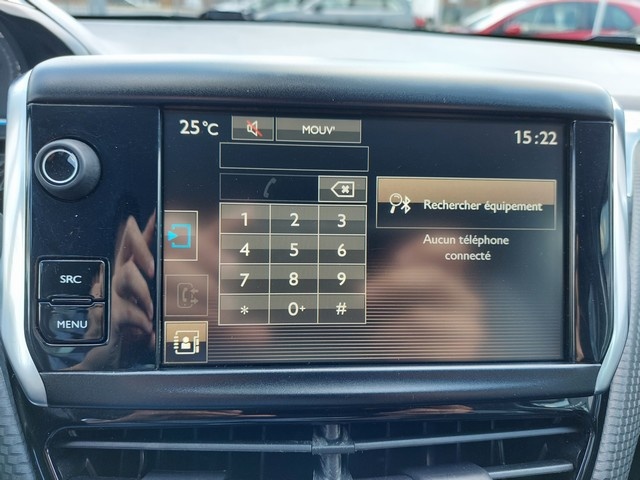 25 °C
MOUV'
15:22
Rechercher équipement
Aucun téléphone
connecté
1 2 3
4 5 6
7 8 9
* 0+ #
SRC
MENU